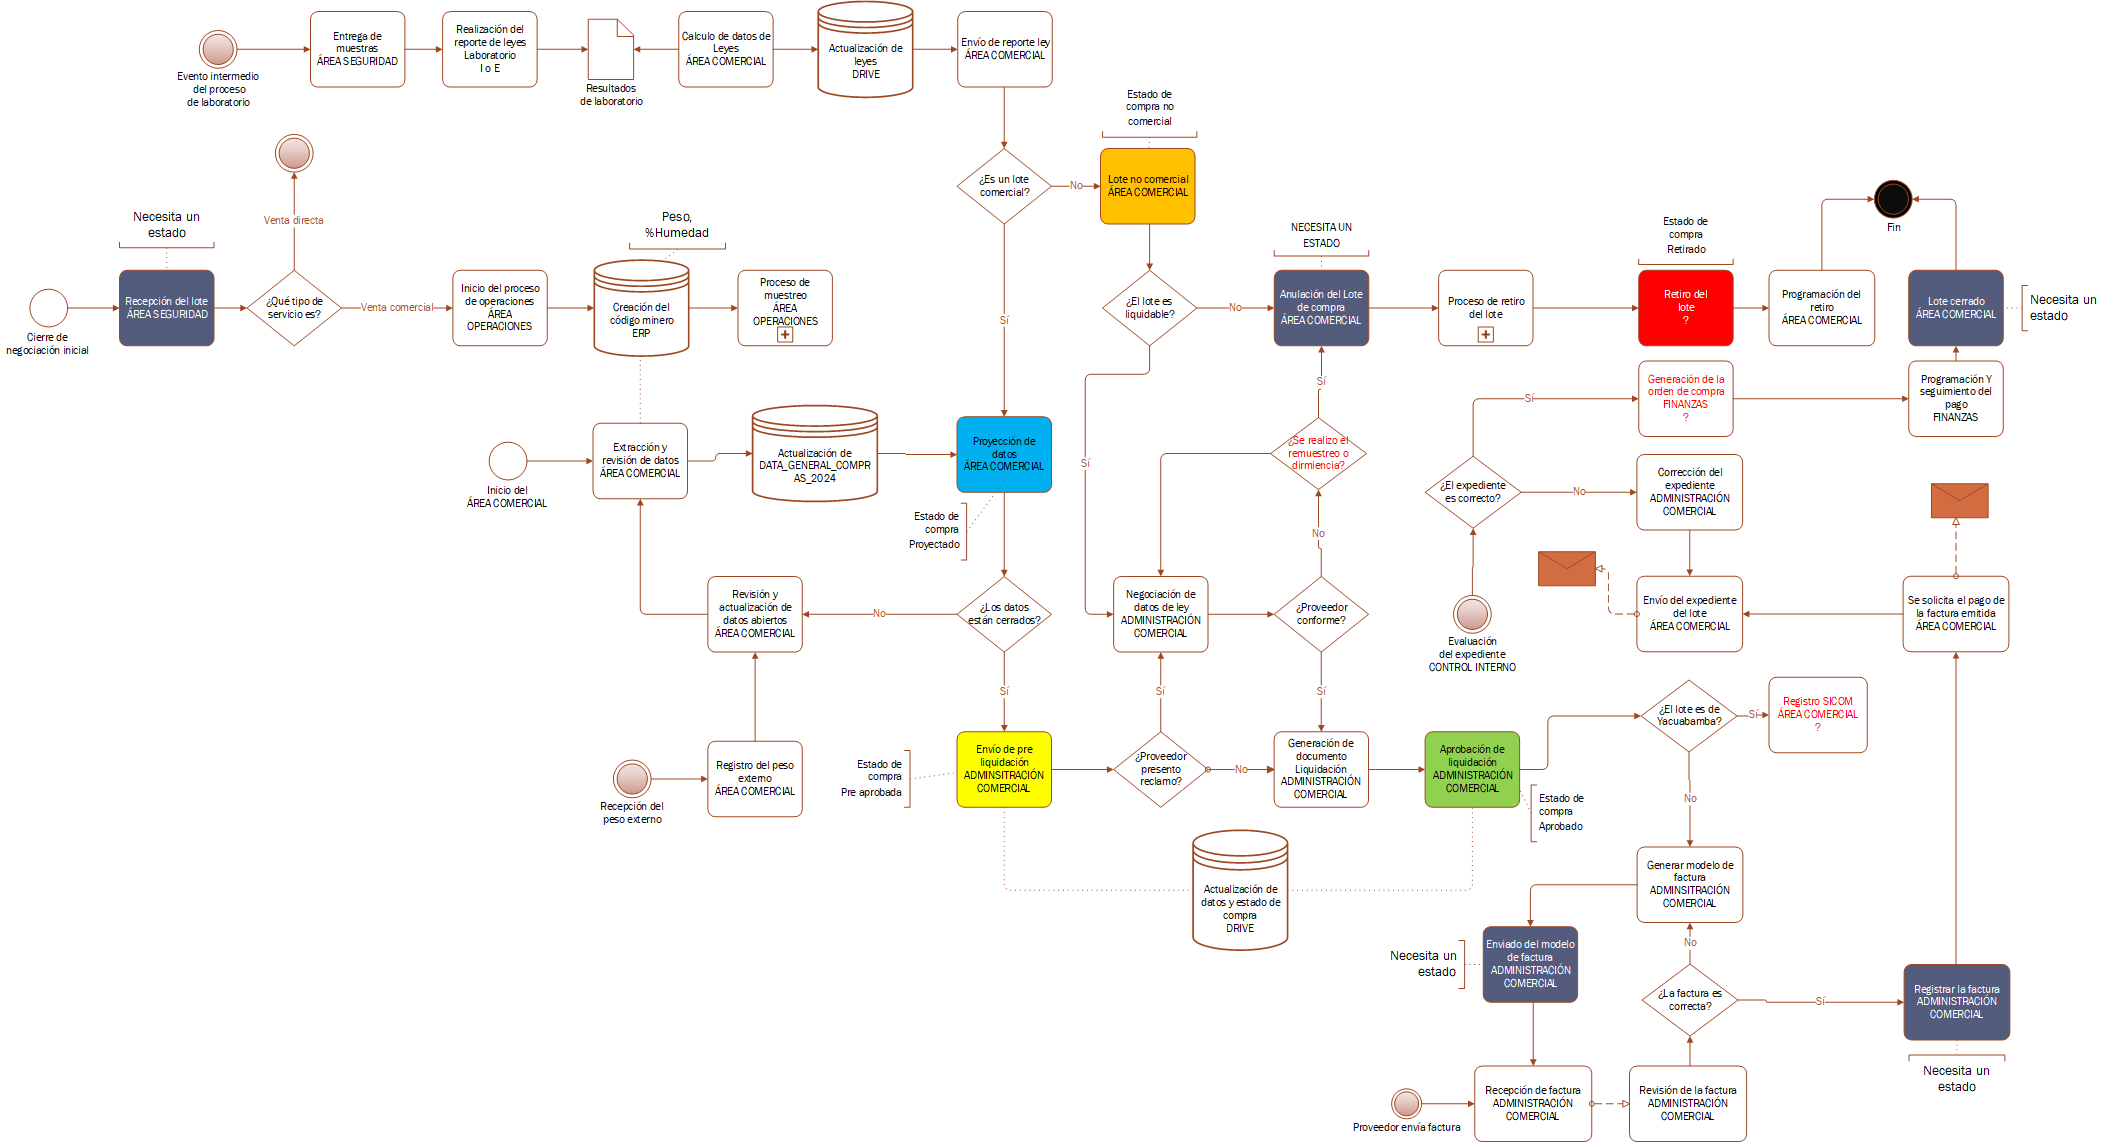 Evento intermedio
del proceso
de laboratorio
Entrega de
muestras
ÁREA SEGURIDAD
Realización del
reporte de leyes
Laboratorio
I o E
Resultados
de laboratorio
Calculo de datos de
Leyes
ÁREA COMERCIAL
Actualización de
leyes
DRIVE
Envío de reporte ley
ÁREA COMERCIAL
Estado de
compra no
comercial
¿Es un lote
comercial?
No
Lote no comercial
ÁREA COMERCIAL
Sí
Cierre de
negociación inicial
Necesita un
estado
Recepción del lote
ÁREA SEGURIDAD
Venta directa
¿Qué tipo de
servicio es?
Venta comercial
Inicio del proceso
de operaciones
ÁREA
OPERACIONES
Peso,
%Humedad
Creación del
código minero
ERP
Proceso de
muestreo
ÁREA
OPERACIONES
¿El lote es
liquidable?
No
Sí
NECESITA UN
ESTADO
Anulación del Lote
de compra
ÁREA COMERCIAL
Proceso de retiro
del lote
Estado de
compra
Retirado
Retiro del
lote
?
Programación del
retiro
ÁREA COMERCIAL
Fin
Lote cerrado
ÁREA COMERCIAL
Necesita un
estado
Inicio del
ÁREA COMERCIAL
Extracción y
revisión de datos
ÁREA COMERCIAL
Actualización de
DATA_GENERAL_COMPR
AS_2024
Proyección de
datos
ÁREA COMERCIAL
Estado de
compra
Proyectado
Sí
¿Se realizo el
remuestreo o
dirmiencia?
No
Sí
Generación de la
orden de compra
FINANZAS
?
Programación Y
seguimiento del
pago
FINANZAS
¿El expediente
es correcto?
No
Corrección del
expediente
ADMINISTRACIÓN
COMERCIAL
Revisión y
actualización de
datos abiertos
ÁREA COMERCIAL
No
¿Los datos
están cerrados?
Sí
Negociación de
datos de ley
ADMINISTRACIÓN
COMERCIAL
¿Proveedor
conforme?
Sí
Evaluación
del expediente
CONTROL INTERNO
Envío del expediente
del lote
ÁREA COMERCIAL
Se solicita el pago de
la factura emitida
ÁREA COMERCIAL
Recepción del
peso externo
Registro del peso
externo
ÁREA COMERCIAL
Estado de
compra
Pre aprobada
Envío de pre
liquidación
ADMINSITRACIÓN
COMERCIAL
Sí
¿Proveedor
presento
reclamo?
No
Generación de
documento
Liquidación
ADMINISTRACIÓN
COMERCIAL
Aprobación de
liquidación
ADMINISTRACIÓN
COMERCIAL
Estado de
compra
Aprobado
¿El lote es de
Yacuabamba?
Sí
Registro SICOM
ÁREA COMERCIAL
?
No
Actualización de
datos y estado de
compra
DRIVE
Generar modelo de
factura
ADMINSITRACIÓN
COMERCIAL
Necesita un
estado
Enviado del modelo
de factura
ADMINISTRACIÓN
COMERCIAL
No
¿La factura es
correcta?
Sí
Registrar la factura
ADMINISTRACIÓN
COMERCIAL
Necesita un
estado
Proveedor envía factura
Recepción de factura
ADMINISTRACIÓN
COMERCIAL
Revisión de la factura
ADMINISTRACIÓN
COMERCIAL